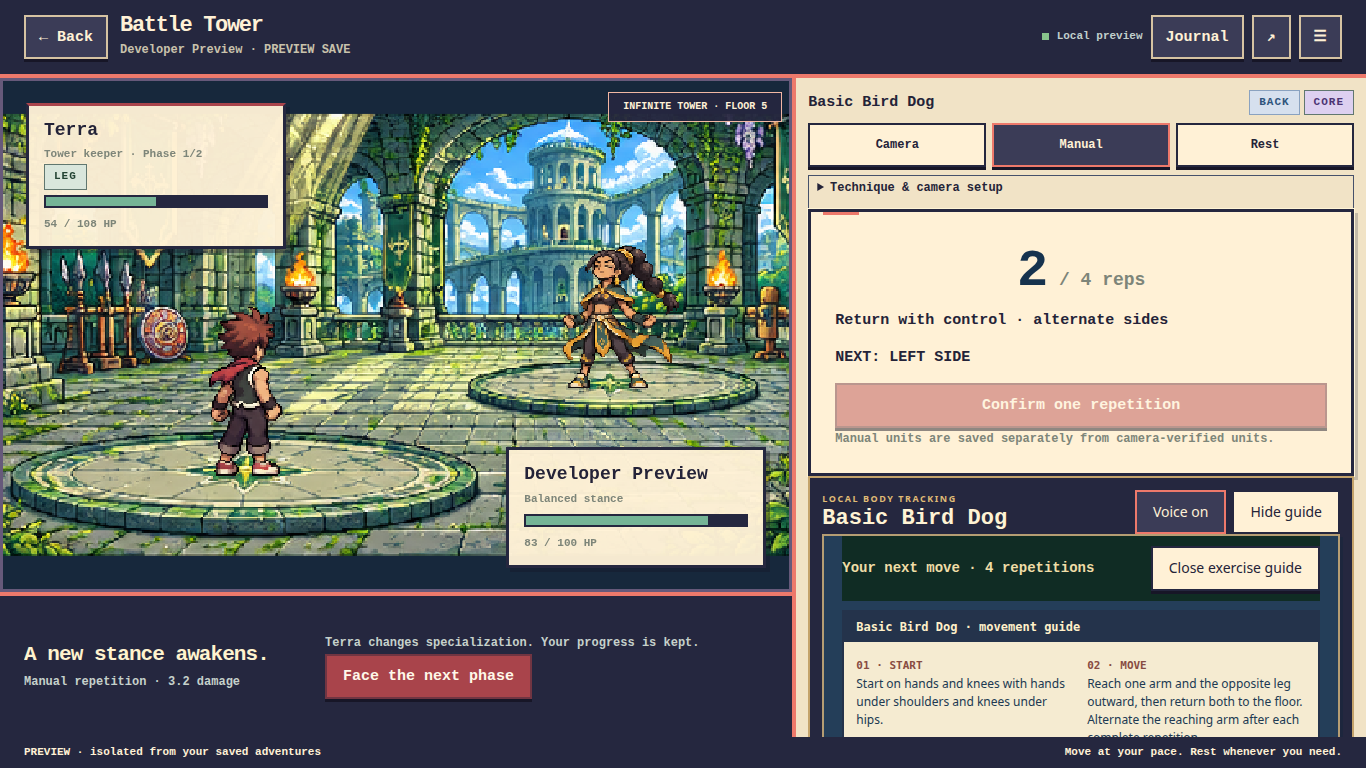 ← Back
Battle Tower
Developer Preview · PREVIEW SAVE
Local preview
Journal
↗
☰
INFINITE TOWER · FLOOR 5
Terra
Tower keeper · Phase 1/2
LEG
54 / 108 HP
Developer Preview
Balanced stance
83 / 100 HP
A new stance awakens.
Manual repetition · 3.2 damage
Terra changes specialization. Your progress is kept.
Face the next phase
Basic Bird Dog
BACK
CORE
Camera
Manual
Rest
▶ Technique & camera setup
2 / 4 reps
Return with control · alternate sides
NEXT: LEFT SIDE
Confirm one repetition
Manual units are saved separately from camera-verified units.
LOCAL BODY TRACKING
Basic Bird Dog
Voice on
Hide guide
Your next move · 4 repetitions
Close exercise guide
Basic Bird Dog · movement guide
01 · START
Start on hands and knees with hands
under shoulders and knees under
hips.
02 · MOVE
Reach one arm and the opposite leg
outward, then return both to the floor.
Alternate the reaching arm after each
complete repetition.
PREVIEW · isolated from your saved adventures
Move at your pace. Rest whenever you need.